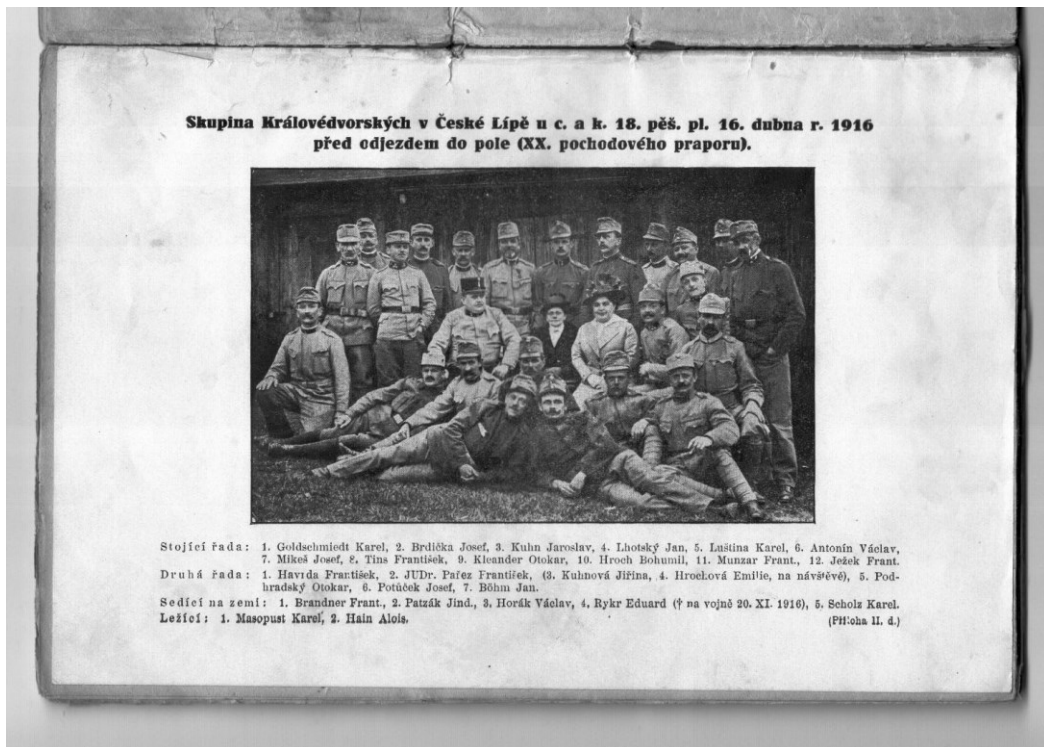 Skupina Královédvorských v České Lípě u c. a k. 18. pěš. pl. 16. dubna r. 1916
před odjezdem do pole (XX. pochodového praporu).
Stojící řada: 1. Goldschmiedt Karel, 2. Brdička Josef, 3. Kuhn Jaroslav, 4. Lhotský Jan, 5. Luština Karel, 6. Antonín Václav,
7. Mikeš Josef, 8. Tins František, 9. Kleander Otokar, 10. Hroch Bohumil, 11. Munzar Frant., 12. Ježek Frant.
Druhá řada: 1. Havrda František, 2. JUDr. Pařez František, (3. Kuhnová Jiřina, 4. Hrochová Emilie, na návštěvě), 5. Pod-
hradský Otokar, 6. Potůček Josef, 7. Böhm Jan.
Sedící na zemi: 1. Brandner Frant., 2. Patzák Jind., 3. Horák Václav, 4. Rykr Eduard († na vojně 20. XI. 1916), 5. Scholz Karel.
Ležící: 1. Masopust Karel, 2. Hain Alois.
(Příloha II. d.)